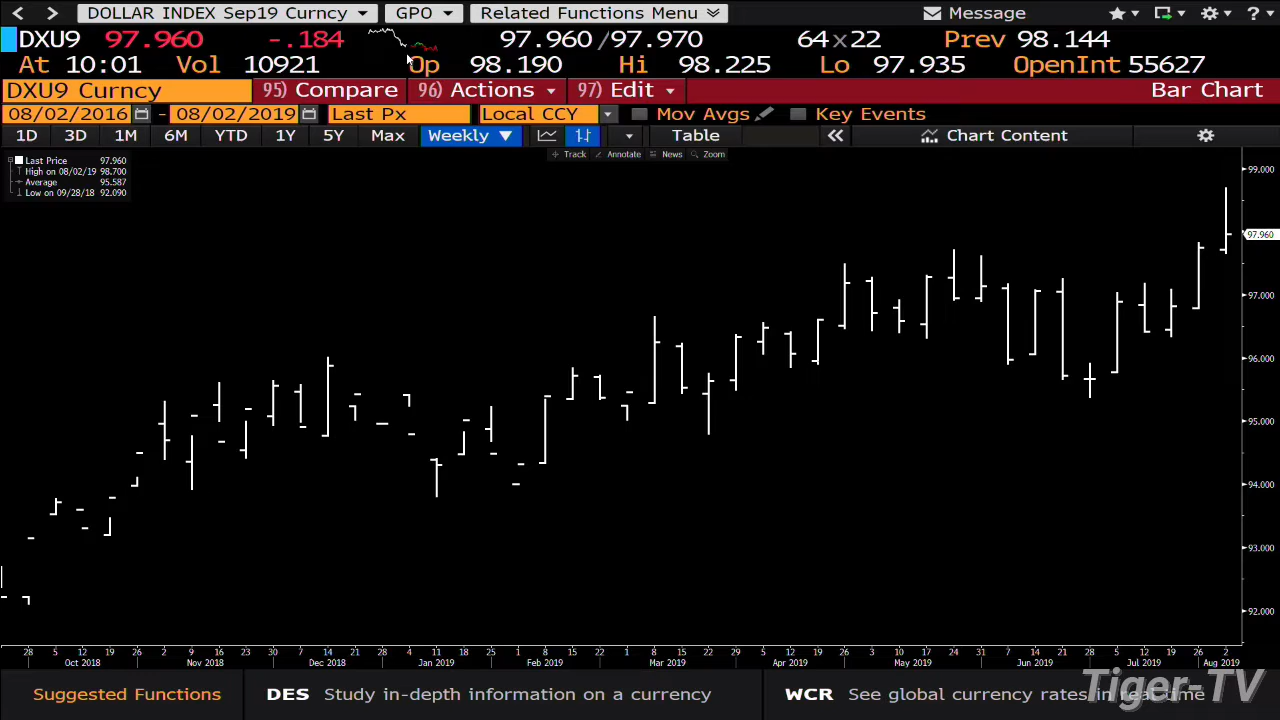 DOLLAR INDEX Sep19 Curncy GPO Related Functions Menu Message ?
DXU9 97.960 -.184 97.960/97.970 64x22 Prev 98.144
At 10:01 Vol 10921 Op 98.190 Hi 98.225 Lo 97.935 OpenInt 55627
DXU9 Curncy 95) Compare 96) Actions 97) Edit Bar Chart
08/02/2016 - 08/02/2019 Last Px Local CCY Mov Avgs Key Events
1D 3D 1M 6M YTD 1Y 5Y Max Weekly ▼ Table « Chart Content
Track Annotate News Zoom
Last Price 97.960
High on 08/02/19 98.700
Average 95.587
Low on 09/28/18 92.090
99.000
97.960
97.000
96.000
95.000
94.000
93.000
92.000
28 5 12 19 26 2 9 16 23 30 7 14 21 28 4 11 18 25 1 8 15 22 1 8 15 22 29 5 12 19 26 3 10 17 24 31 7 14 21 28 5 12 19 26 2
Oct 2018 Nov 2018 Dec 2018 Jan 2019 Feb 2019 Mar 2019 Apr 2019 May 2019 Jun 2019 Jul 2019 Aug 2019
Suggested Functions DES Study in-depth information on a currency WCR See global currency rates in real time
Tiger-TV